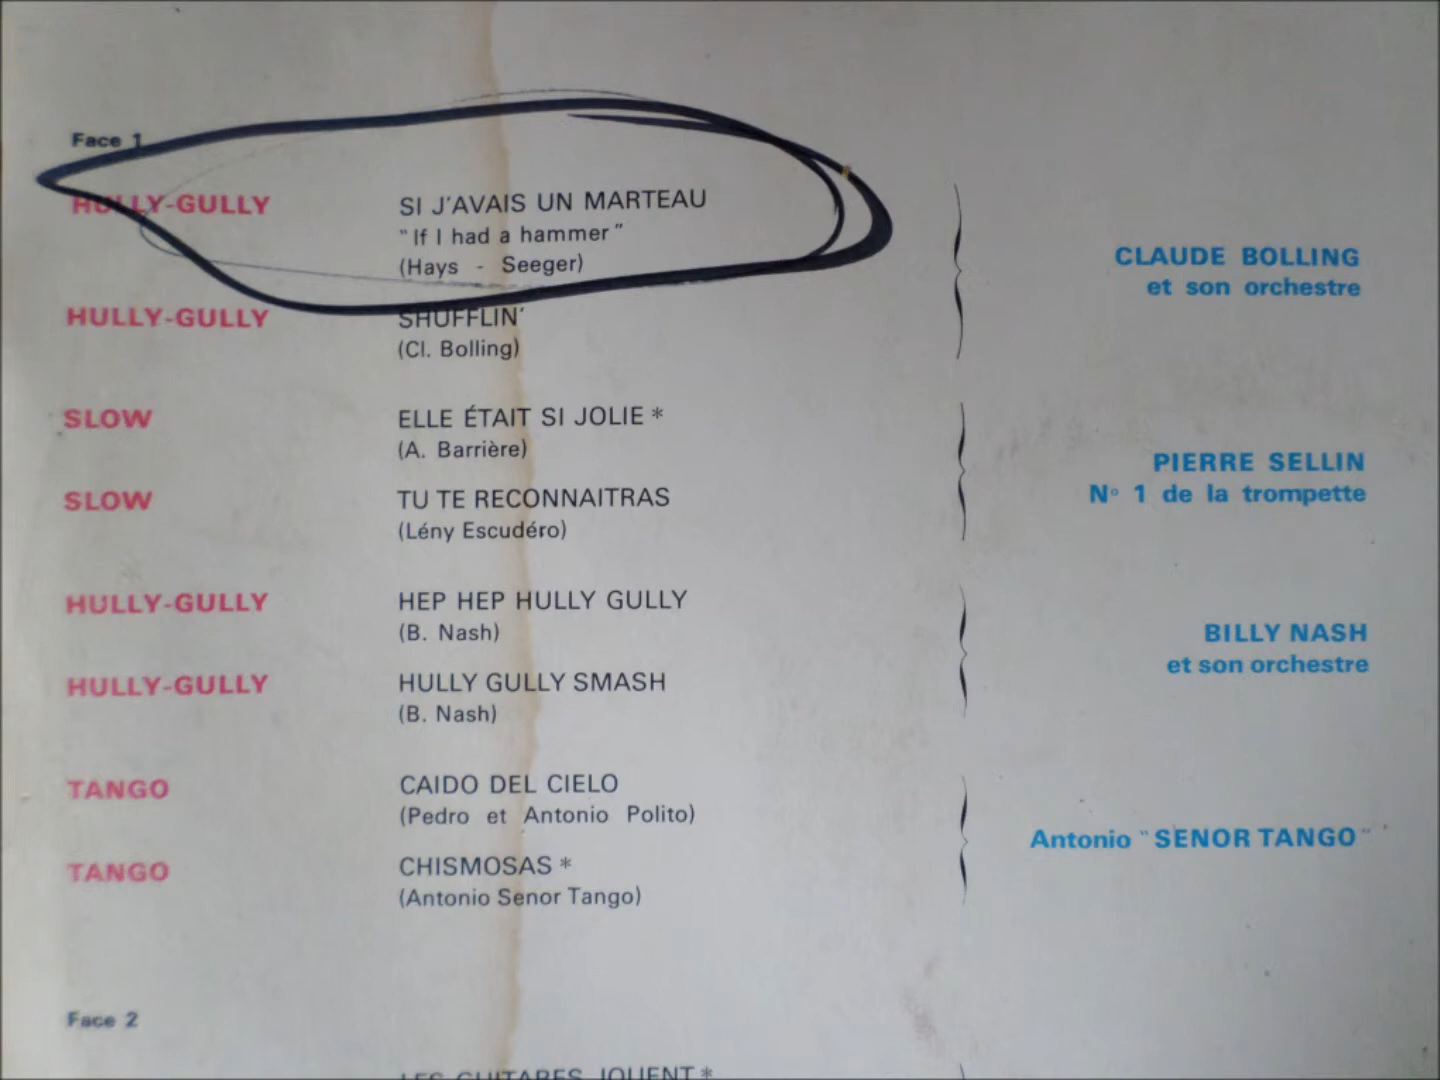 Face 1
HULLY-GULLY SI J'AVAIS UN MARTEAU
"If I had a hammer"
(Hays - Seeger)
CLAUDE BOLLING
et son orchestre
HULLY-GULLY SHUFFLIN'
(Cl. Bolling)
SLOW ELLE ÉTAIT SI JOLIE *
(A. Barrière)
PIERRE SELLIN
N° 1 de la trompette
SLOW TU TE RECONNAITRAS
(Lény Escudéro)
HULLY-GULLY HEP HEP HULLY GULLY
(B. Nash)
BILLY NASH
et son orchestre
HULLY-GULLY HULLY GULLY SMASH
(B. Nash)
TANGO CAIDO DEL CIELO
(Pedro et Antonio Polito)
Antonio "SENOR TANGO"
TANGO CHISMOSAS *
(Antonio Senor Tango)
Face 2
LES GUITARES JOUENT *